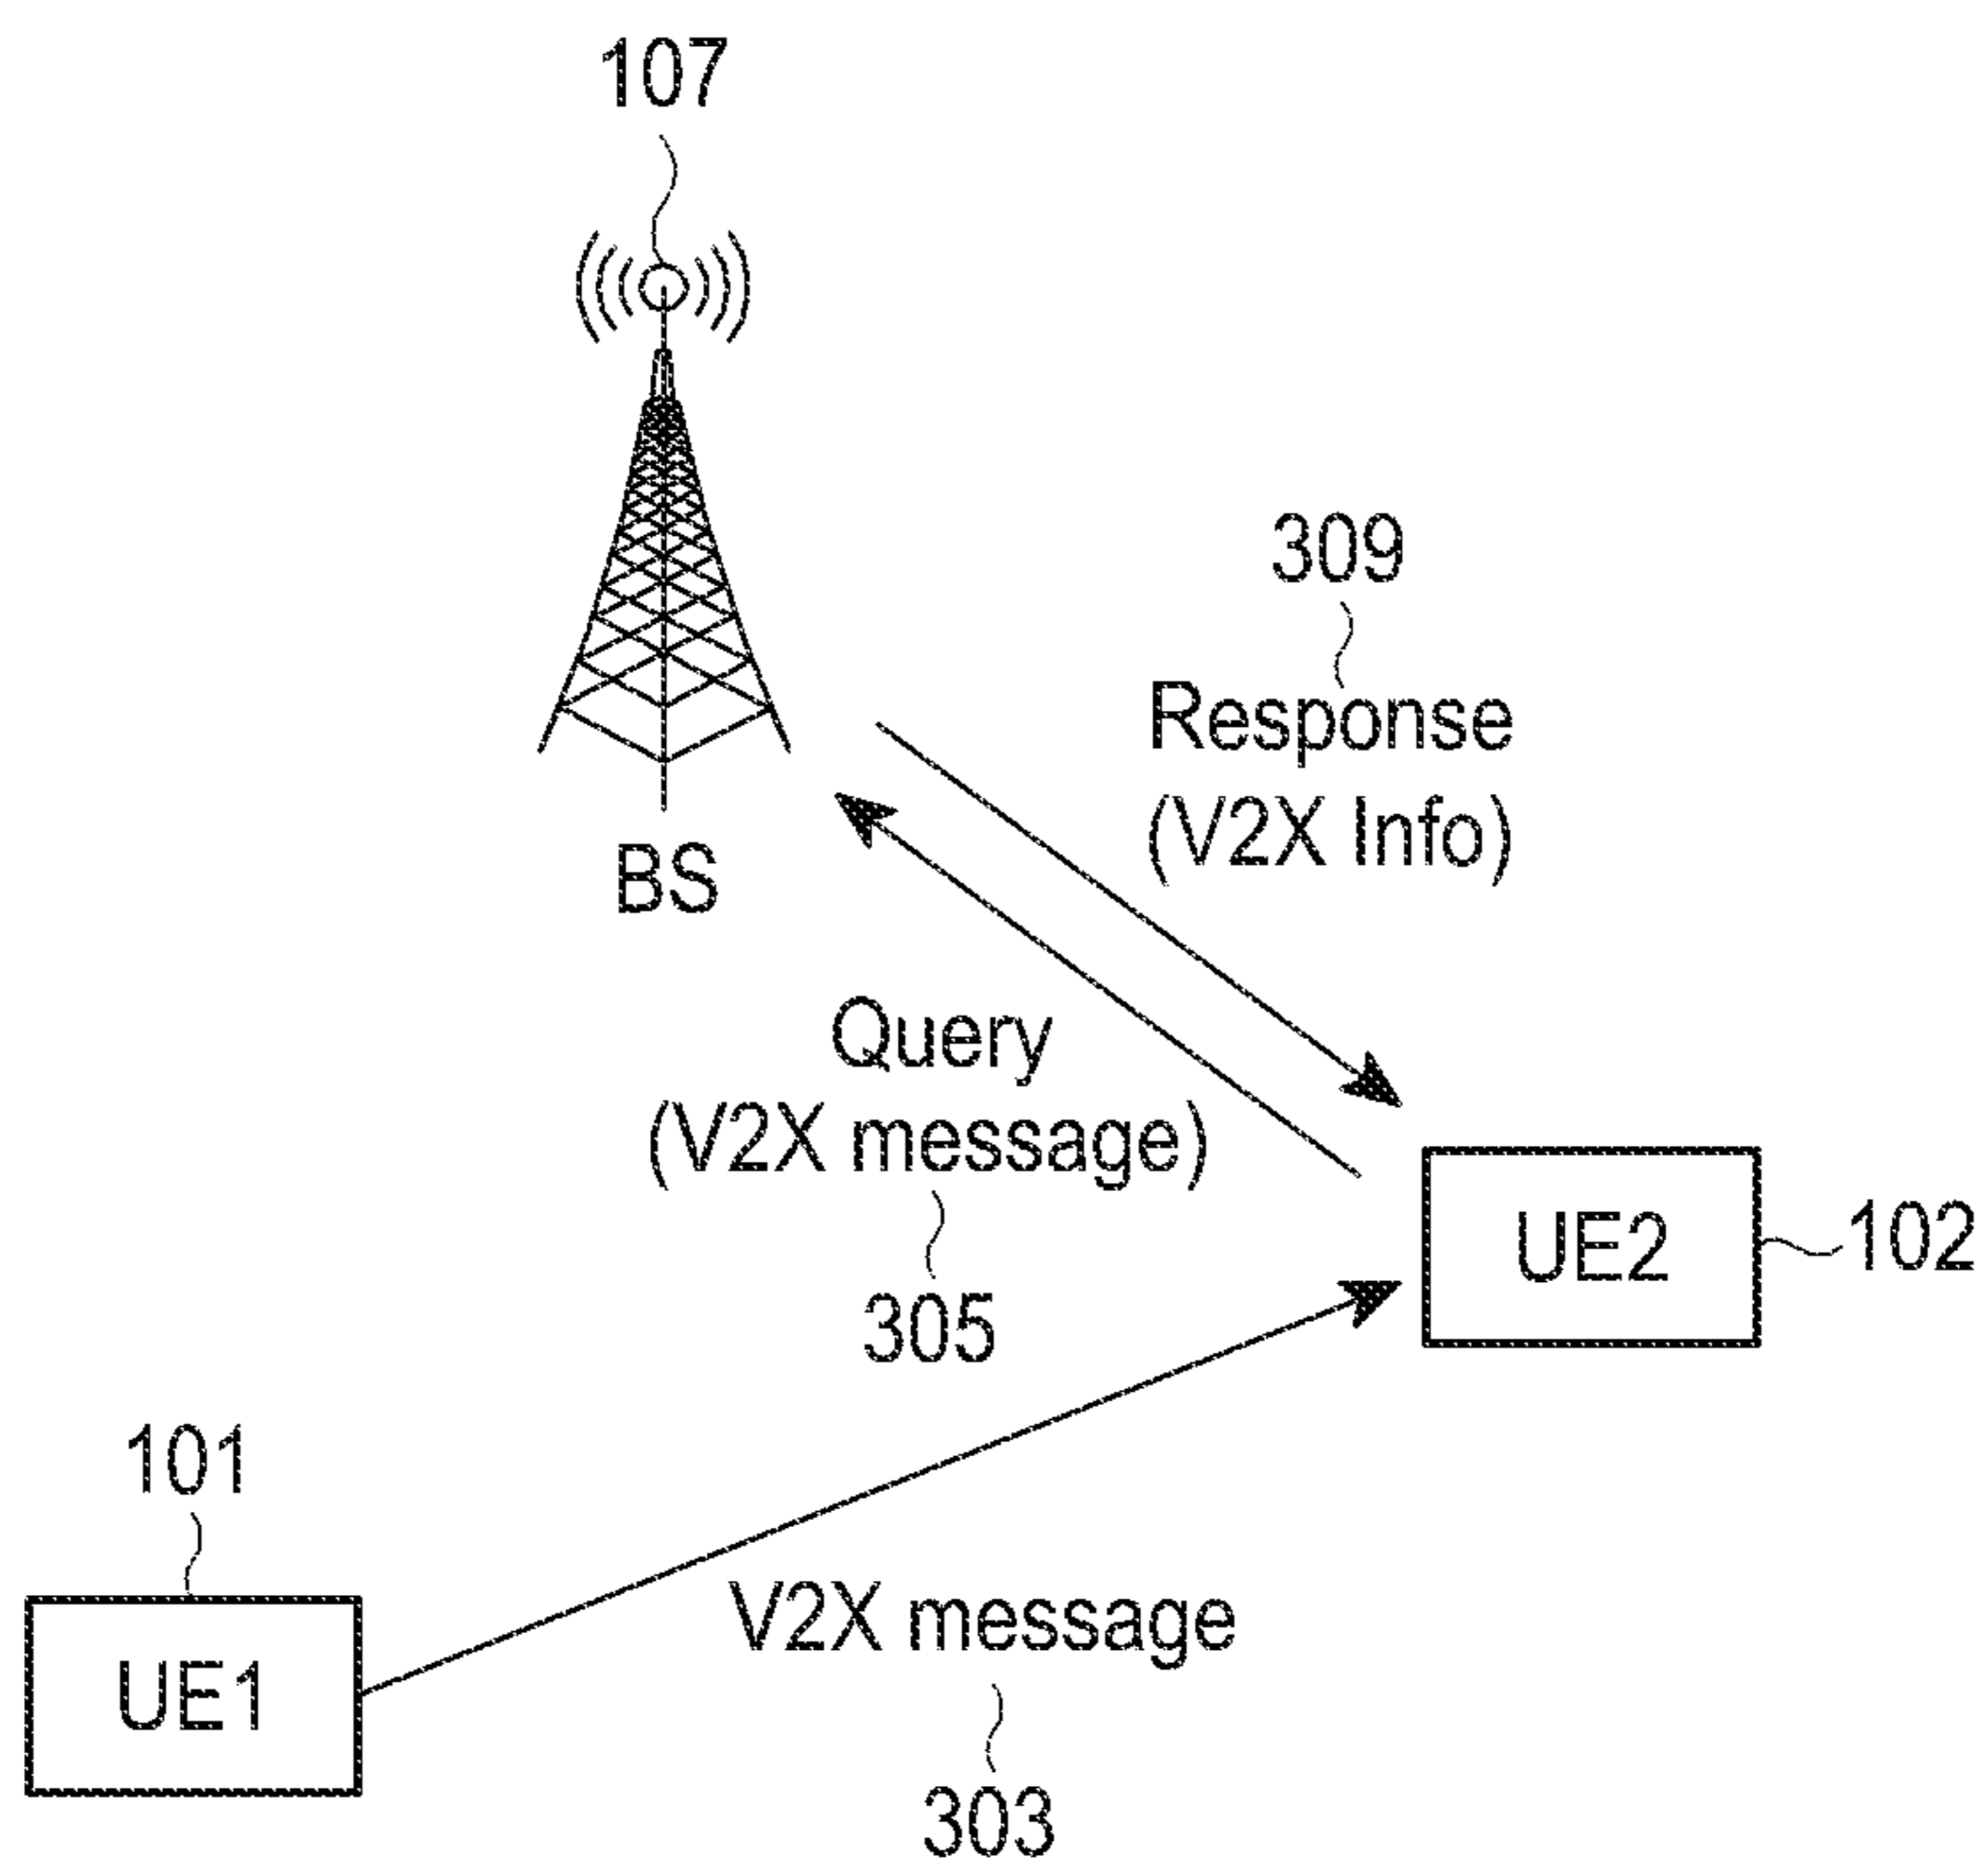 107
309
Response
(V2X Info)
BS
Query
(V2X message)
305
UE2
102
101
UE1
V2X message
303